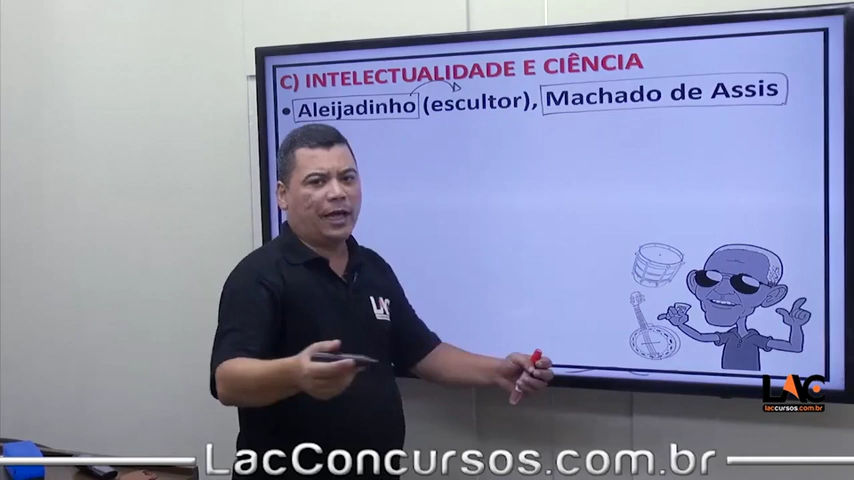 C) INTELECTUALIDADE E CIÊNCIA
• Aleijadinho (escultor), Machado de Assis
LAC
LAC
laccursos.com.br
LacConcursos.com.br